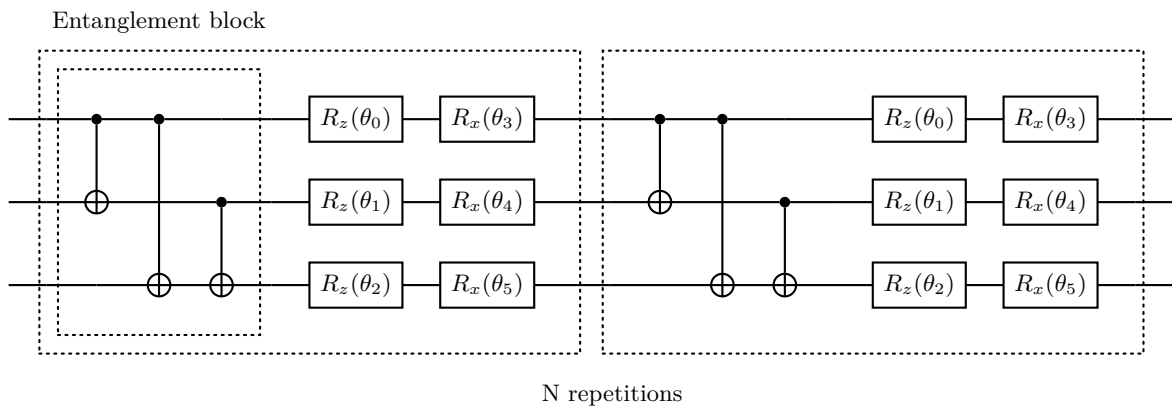 Entanglement block
R_z(θ_0) R_x(θ_3) R_z(θ_0) R_x(θ_3)
R_z(θ_1) R_x(θ_4) R_z(θ_1) R_x(θ_4)
R_z(θ_2) R_x(θ_5) R_z(θ_2) R_x(θ_5)
N repetitions